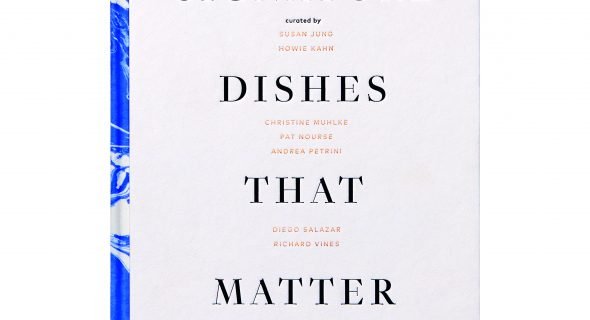 curated by
SUSAN JUNG
HOWIE KAHN
DISHES
CHRISTINE MUHLKE
PAT NOURSE
ANDREA PETRINI
THAT
DIEGO SALAZAR
RICHARD VINES
MATTER